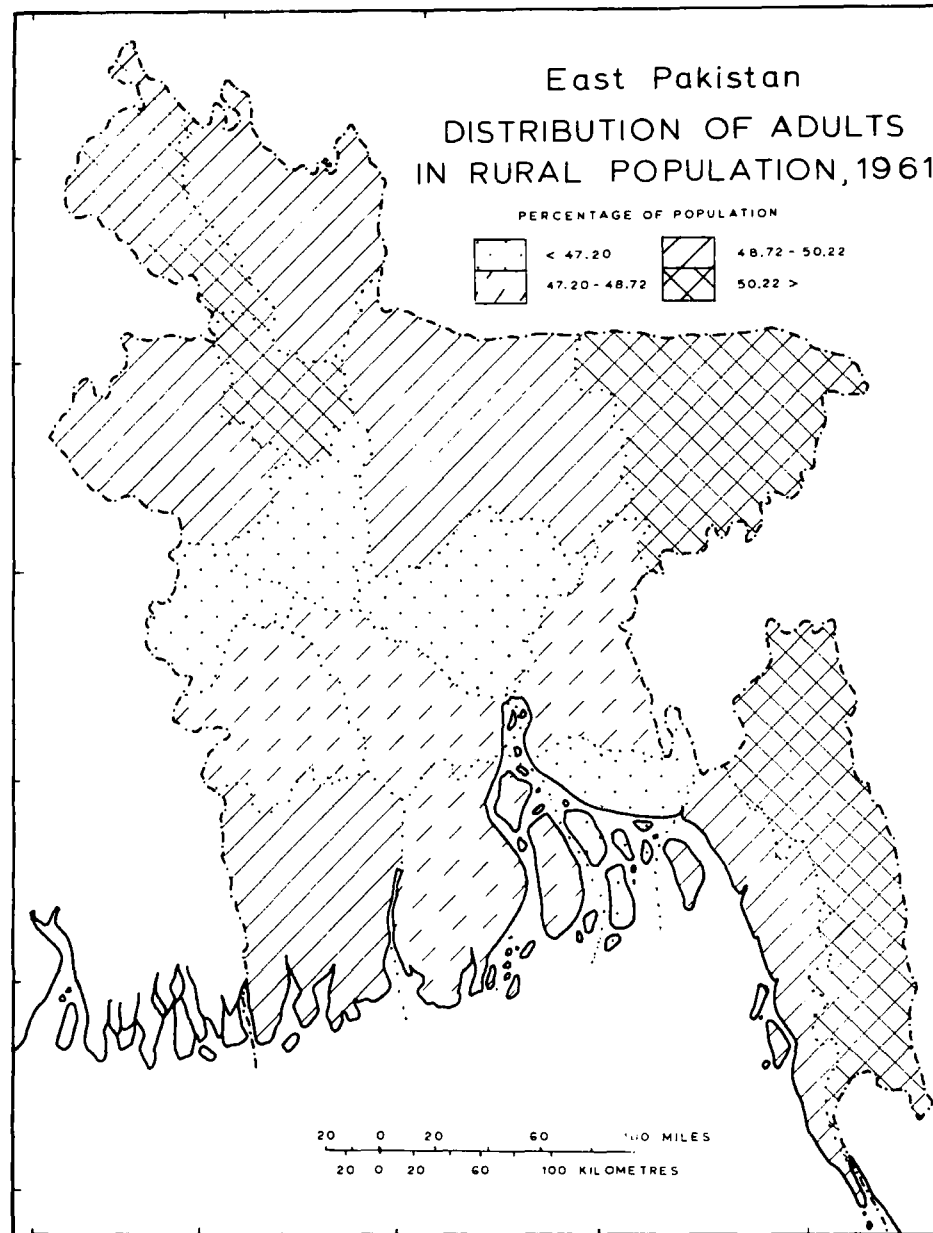 East Pakistan
DISTRIBUTION OF ADULTS
IN RURAL POPULATION, 1961
PERCENTAGE OF POPULATION
< 47.20
47.20 - 48.72
48.72 - 50.22
50.22 >
20 0 20 60 100 MILES
20 0 20 60 100 KILOMETRES